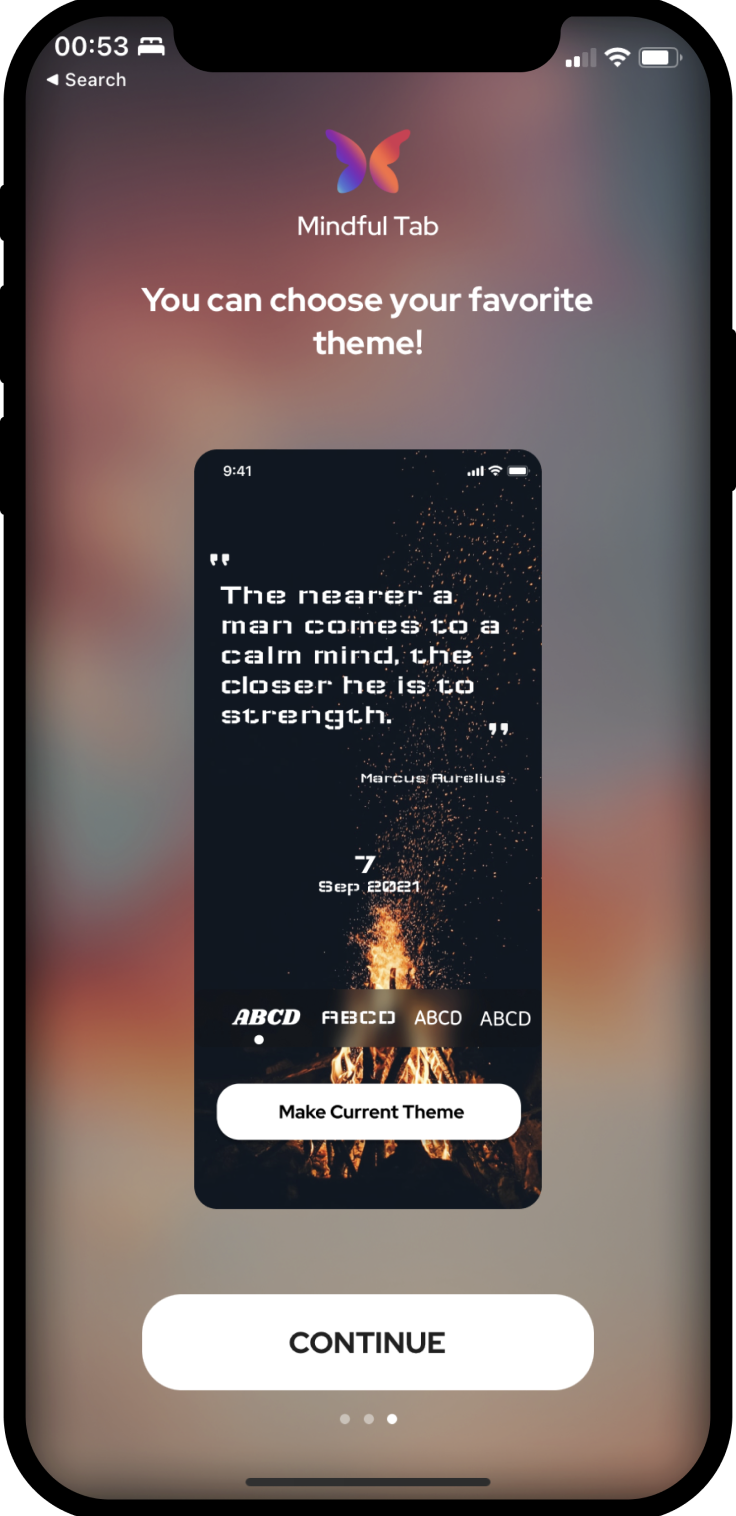 00:53
◀ Search
Mindful Tab
You can choose your favorite
theme!
9:41
"
The nearer a
man comes to a
calm mind, the
closer he is to
strength.
"
Marcus Aurelius
7
Sep 2021
ABCD ABCD ABCD ABCD
Make Current Theme
CONTINUE